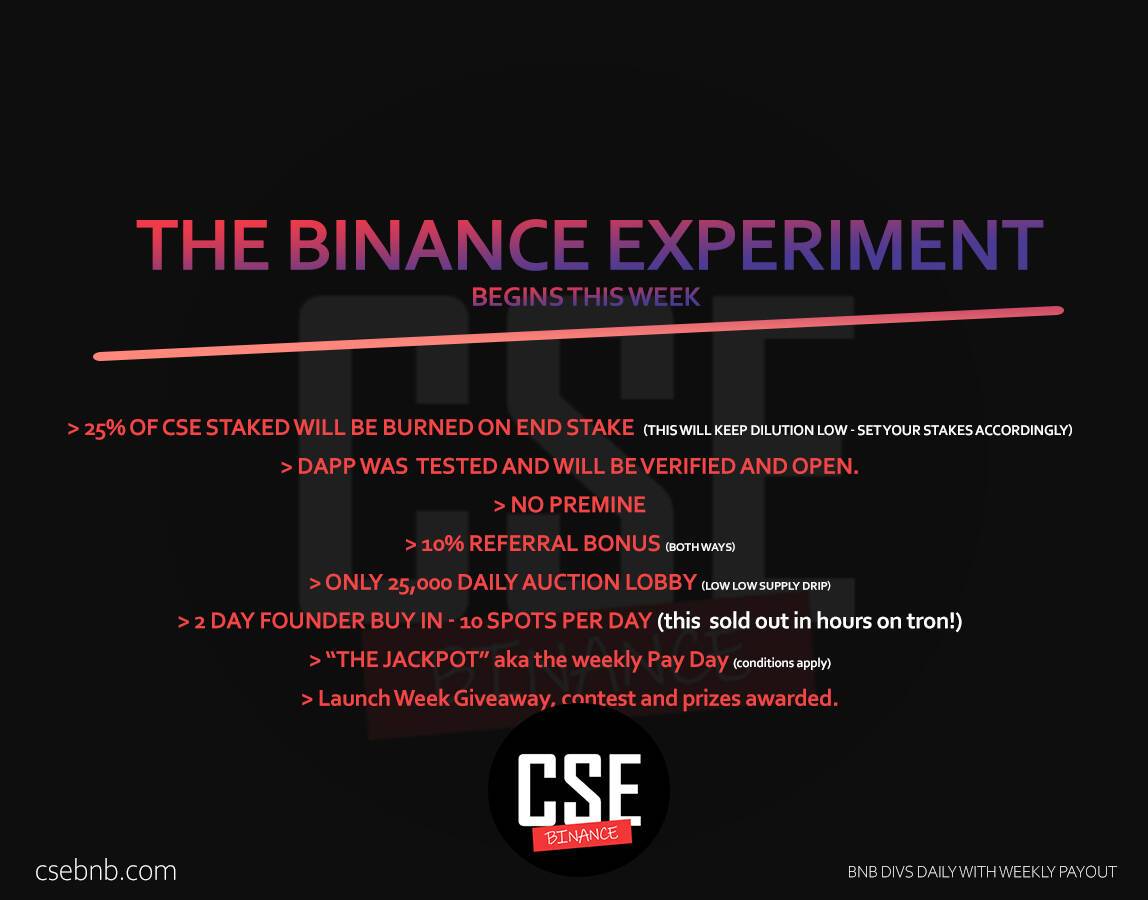 THE BINANCE EXPERIMENT
BEGINS THIS WEEK
> 25% OF CSE STAKED WILL BE BURNED ON END STAKE (THIS WILL KEEP DILUTION LOW - SET YOUR STAKES ACCORDINGLY)
> DAPP WAS TESTED AND WILL BE VERIFIED AND OPEN.
> NO PREMINE
> 10% REFERRAL BONUS (BOTH WAYS)
> ONLY 25,000 DAILY AUCTION LOBBY (LOW LOW SUPPLY DRIP)
> 2 DAY FOUNDER BUY IN - 10 SPOTS PER DAY (this sold out in hours on tron!)
> “THE JACKPOT” aka the weekly Pay Day (conditions apply)
> Launch Week Giveaway, contest and prizes awarded.
CSE
BINANCE
CSE
BINANCE
csebnb.com
BNB DIVS DAILY WITH WEEKLY PAYOUT